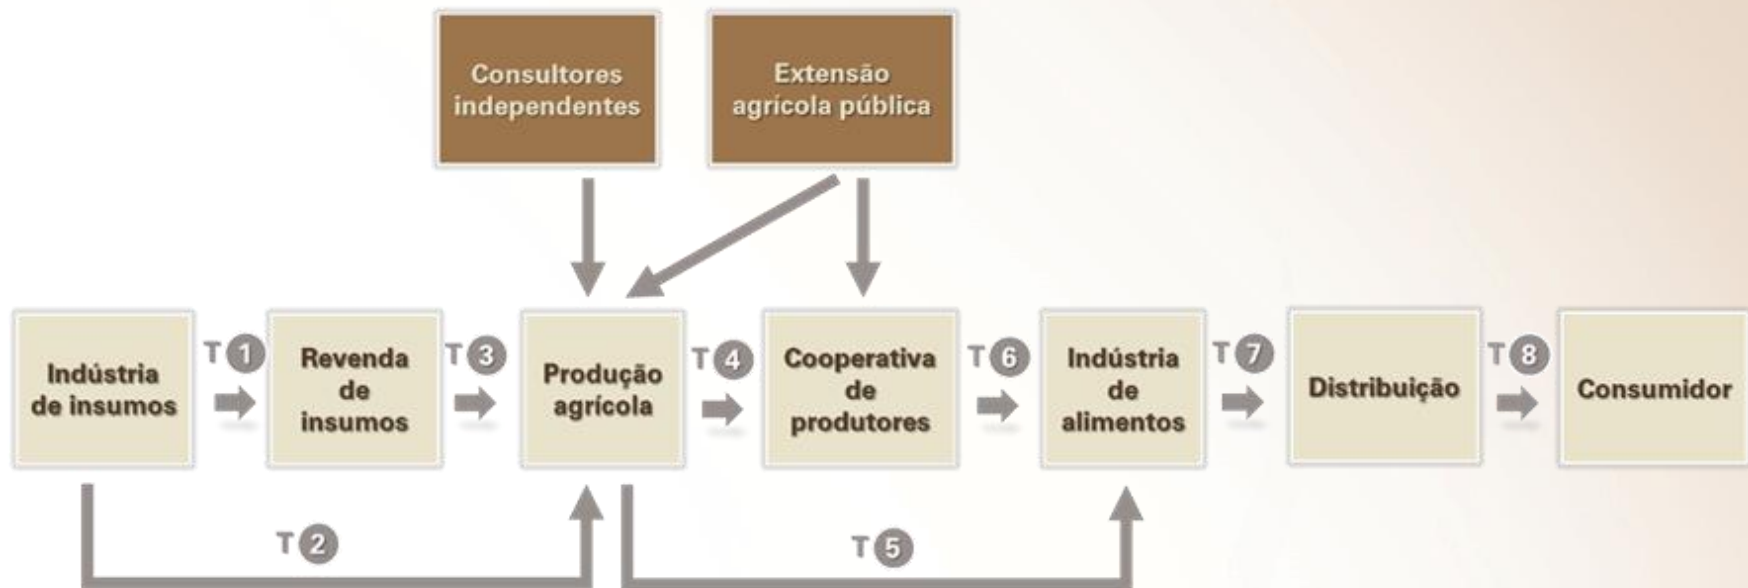 Consultores
independentes
Extensão
agrícola pública
Indústria
de insumos
T 1
Revenda
de
insumos
T 3
Produção
agrícola
T 4
Cooperativa
de
produtores
T 6
Indústria
de
alimentos
T 7
Distribuição
T 8
Consumidor
T 2
T 5